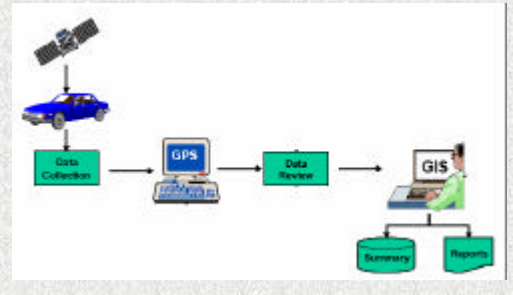 Data
Collection
GPS
Data
Review
GIS
Summary
Reports